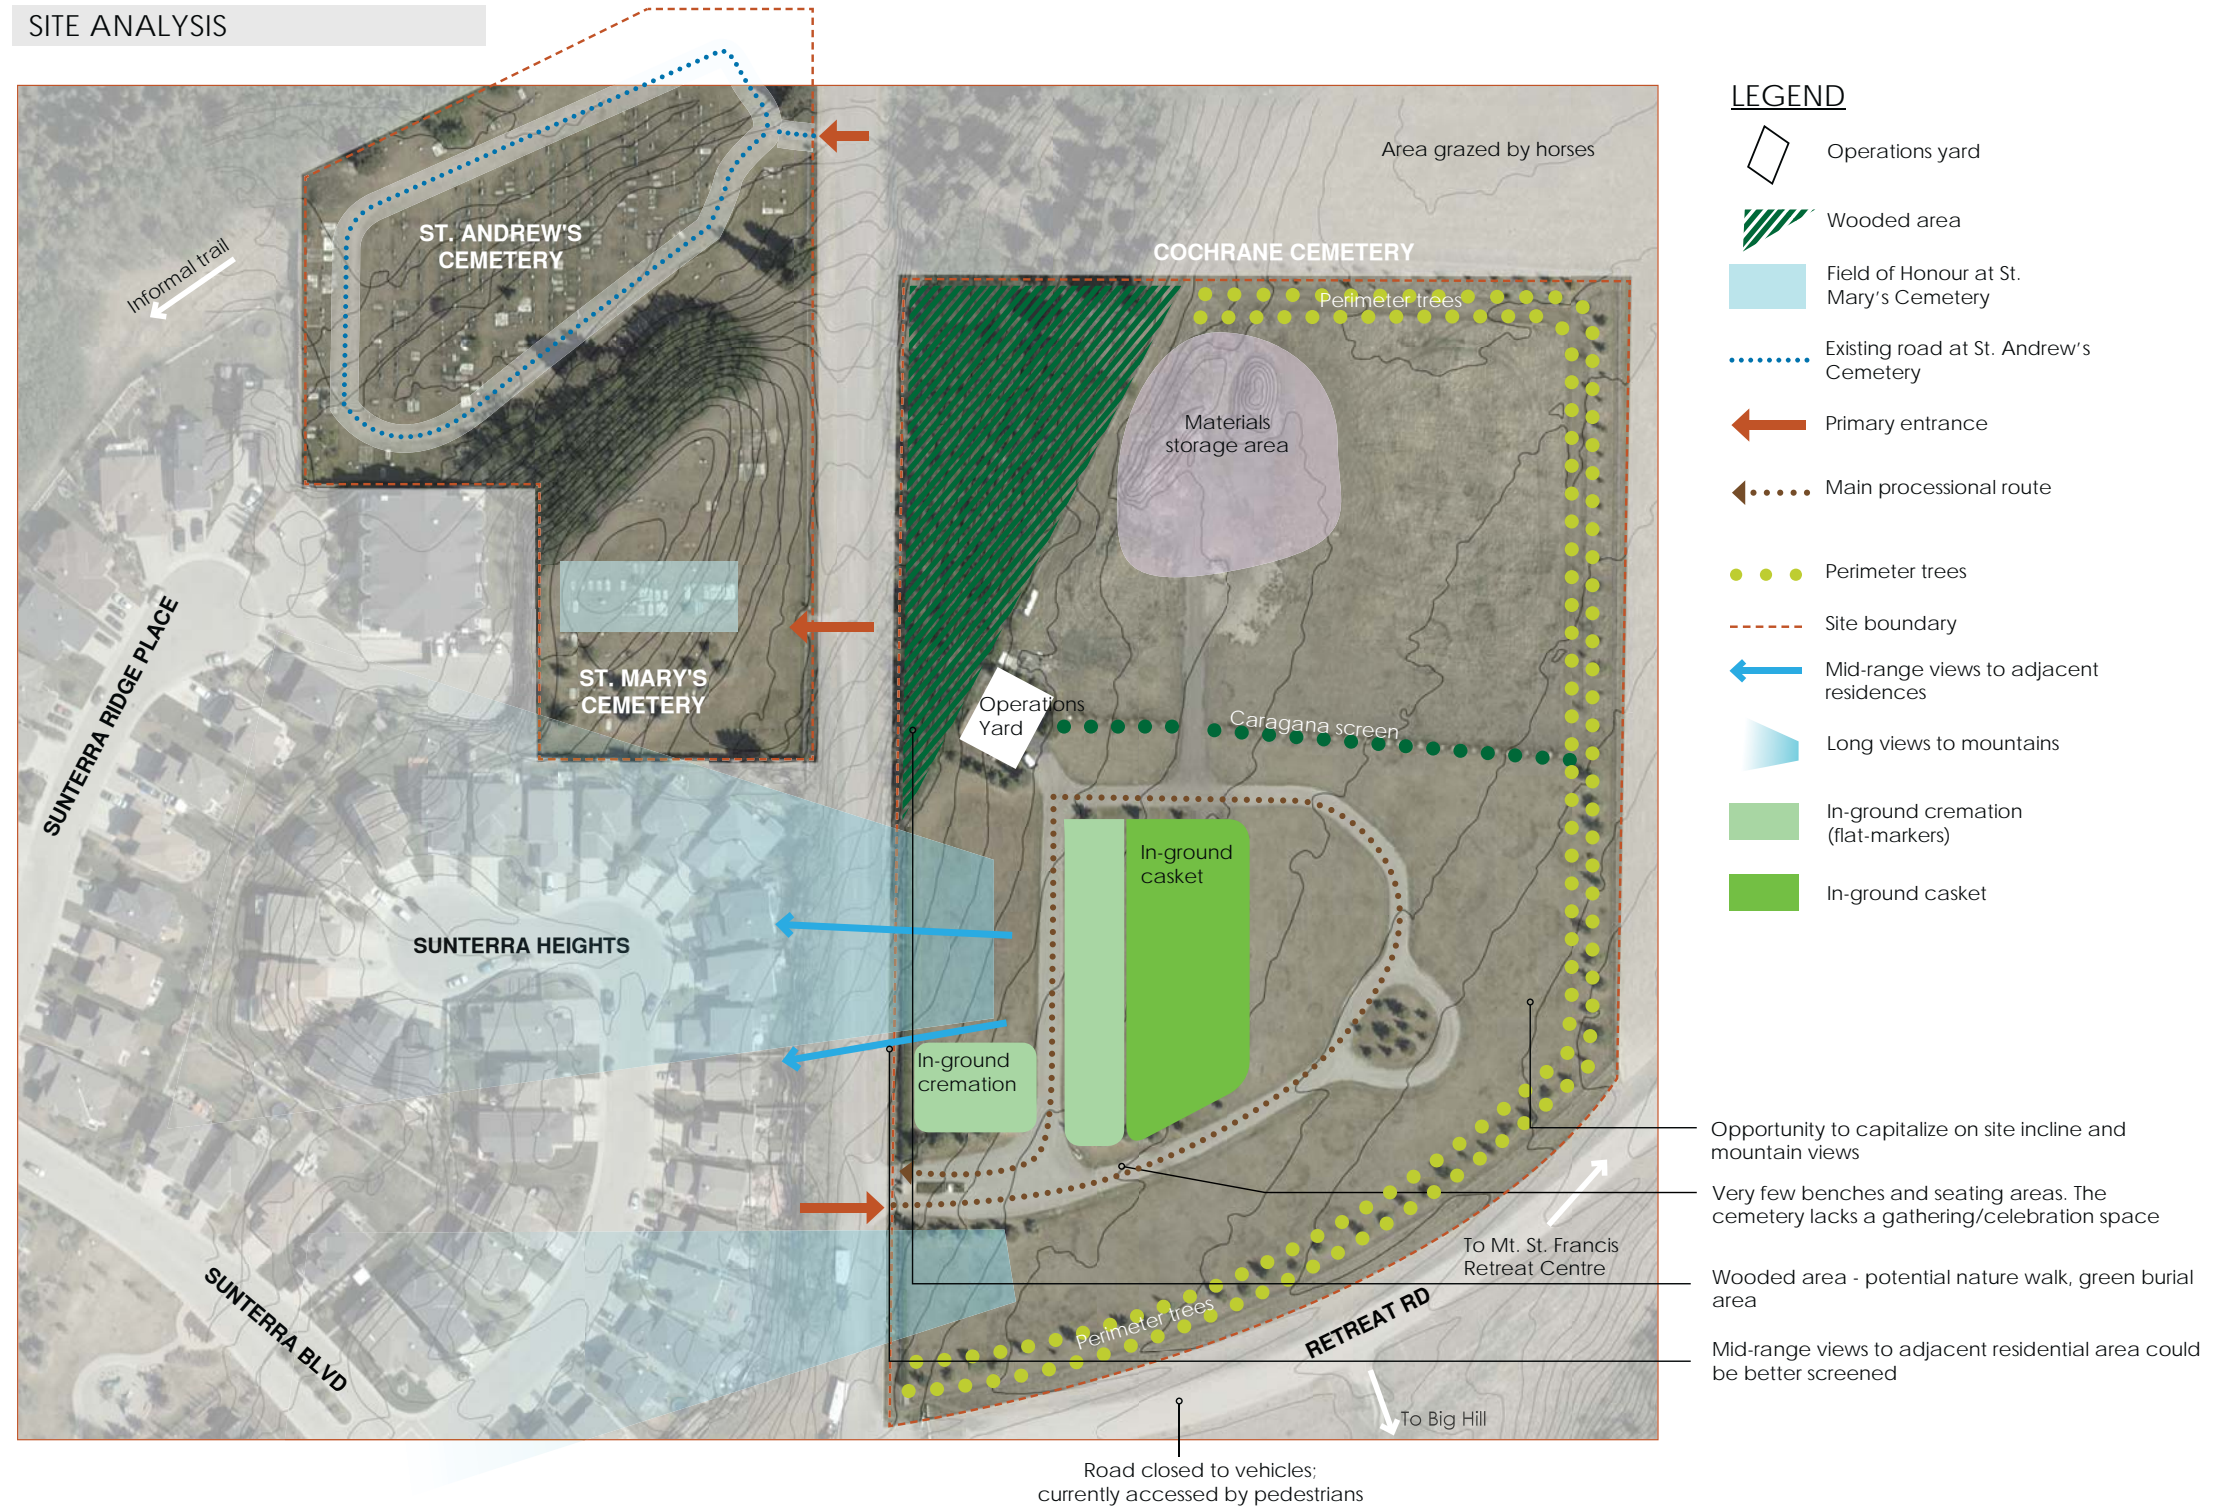 SITE ANALYSIS
LEGEND
Operations yard
Wooded area
Field of Honour at St.
Mary's Cemetery
Existing road at St. Andrew's
Cemetery
Primary entrance
Main processional route
Perimeter trees
Site boundary
Mid-range views to adjacent
residences
Long views to mountains
In-ground cremation
(flat-markers)
In-ground casket
Area grazed by horses
ST. ANDREW'S
CEMETERY
Informal trail
COCHRANE CEMETERY
Perimeter trees
Materials
storage area
ST. MARY'S
CEMETERY
Operations
Yard
Caragana screen
SUNTERRA RIDGE PLACE
In-ground
casket
SUNTERRA HEIGHTS
In-ground
cremation
SUNTERRA BLVD
Perimeter trees
RETREAT RD
To Mt. St. Francis
Retreat Centre
To Big Hill
Opportunity to capitalize on site incline and
mountain views
Very few benches and seating areas. The
cemetery lacks a gathering/celebration space
Wooded area - potential nature walk, green burial
area
Mid-range views to adjacent residential area could
be better screened
Road closed to vehicles;
currently accessed by pedestrians